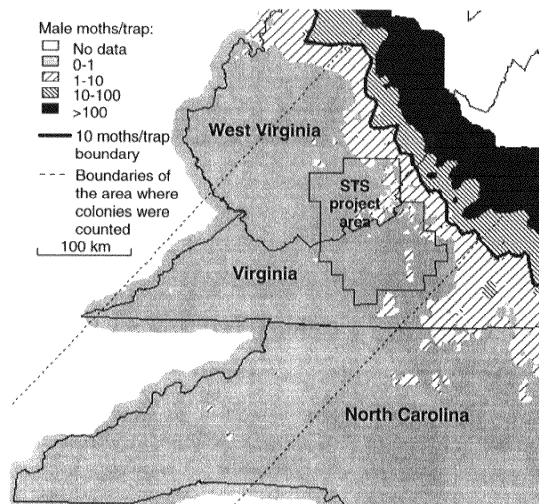 Male moths/trap:
No data
0-1
1-10
10-100
>100
10 moths/trap
boundary
Boundaries of
the area where
colonies were
counted
100 km
West Virginia
STS
project
area
Virginia
North Carolina